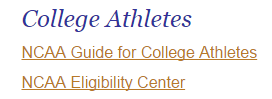 College Athletes
NCAA Guide for College Athletes
NCAA Eligibility Center